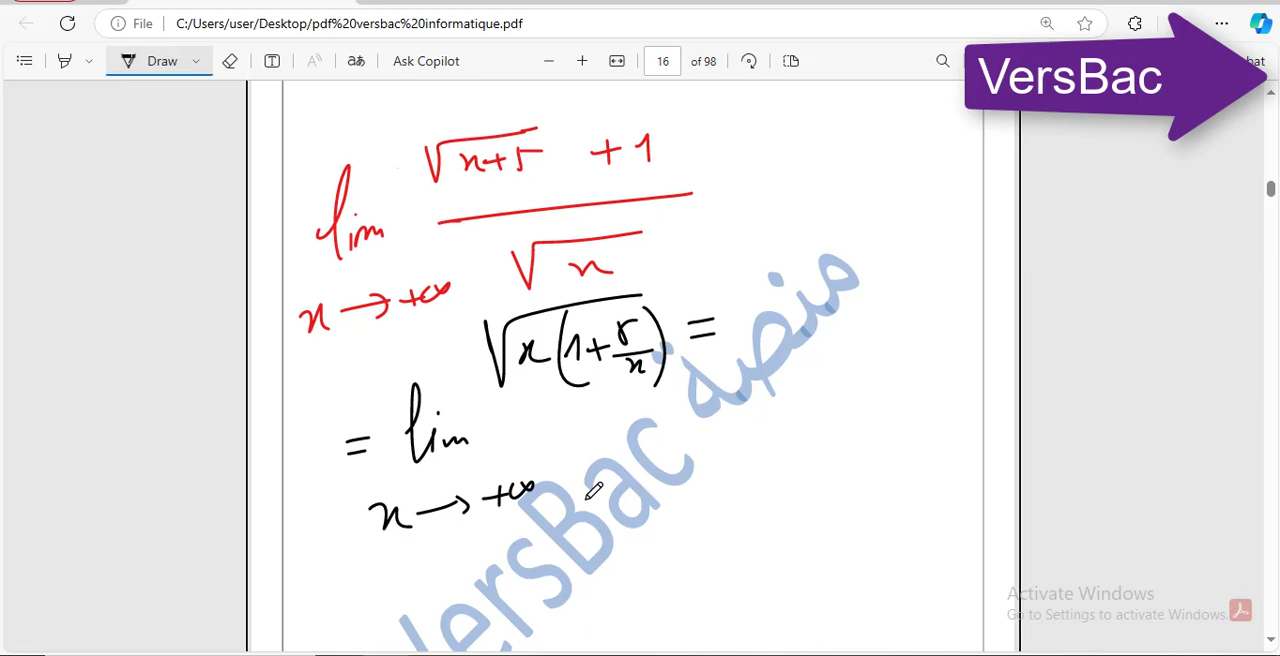 File C:/Users/user/Desktop/pdf%20versbac%20informatique.pdf
Draw Ask Copilot 16 of 98 bat
VersBac
lim x→+∞ (√(x+5) + 1) / √x
√(x(1+5/x)) =
= lim x→+∞
VersBac
Activate Windows
Go to Settings to activate Windows.